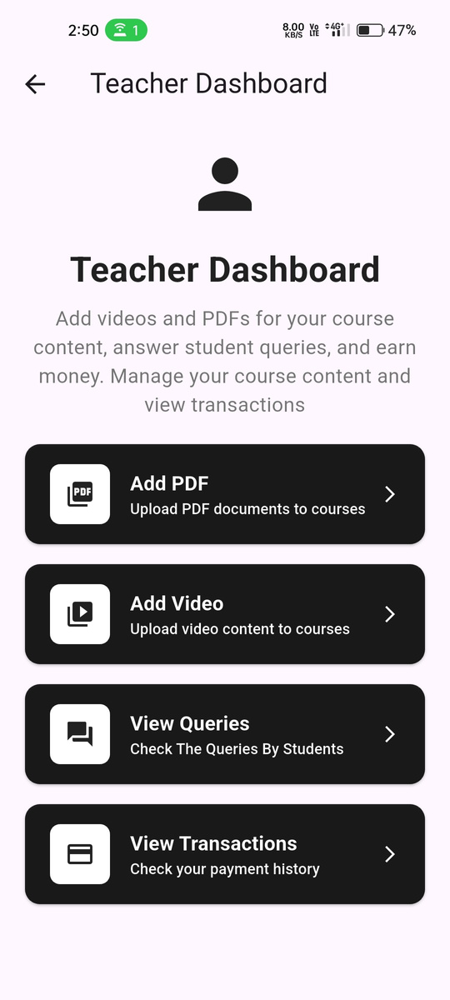 2:50 1 8.00 KB/S Vo LTE 4G+ 47%
Teacher Dashboard
Teacher Dashboard
Add videos and PDFs for your course
content, answer student queries, and earn
money. Manage your course content and
view transactions
PDF
Add PDF
Upload PDF documents to courses
Add Video
Upload video content to courses
View Queries
Check The Queries By Students
View Transactions
Check your payment history